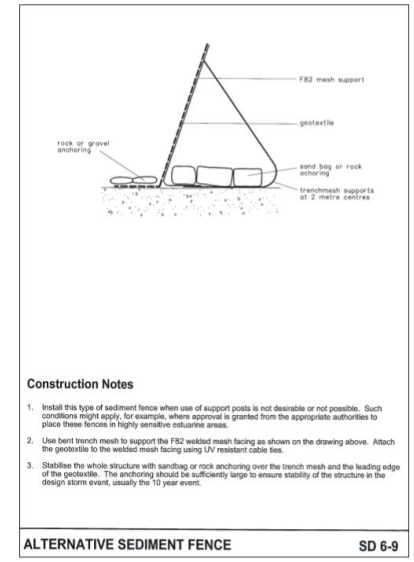 F82 mesh support
geotextile
rock or gravel
anchoring
sand bag or rock
achoring
trenchmesh supports
at 2 metre centres
Construction Notes
1. Install this type of sediment fence when use of support posts is not desirable or not possible. Such
conditions might apply, for example, where approval is granted from the appropriate authorities to
place these fences in highly sensitive estuarine areas.
2. Use bent trench mesh to support the F82 welded mesh facing as shown on the drawing above. Attach
the geotextile to the welded mesh facing using UV resistant cable ties.
3. Stabilise the whole structure with sandbag or rock anchoring over the trench mesh and the leading edge
of the geotextile. The anchoring should be sufficiently large to ensure stability of the structure in the
design storm event, usually the 10 year event.
ALTERNATIVE SEDIMENT FENCE SD 6-9